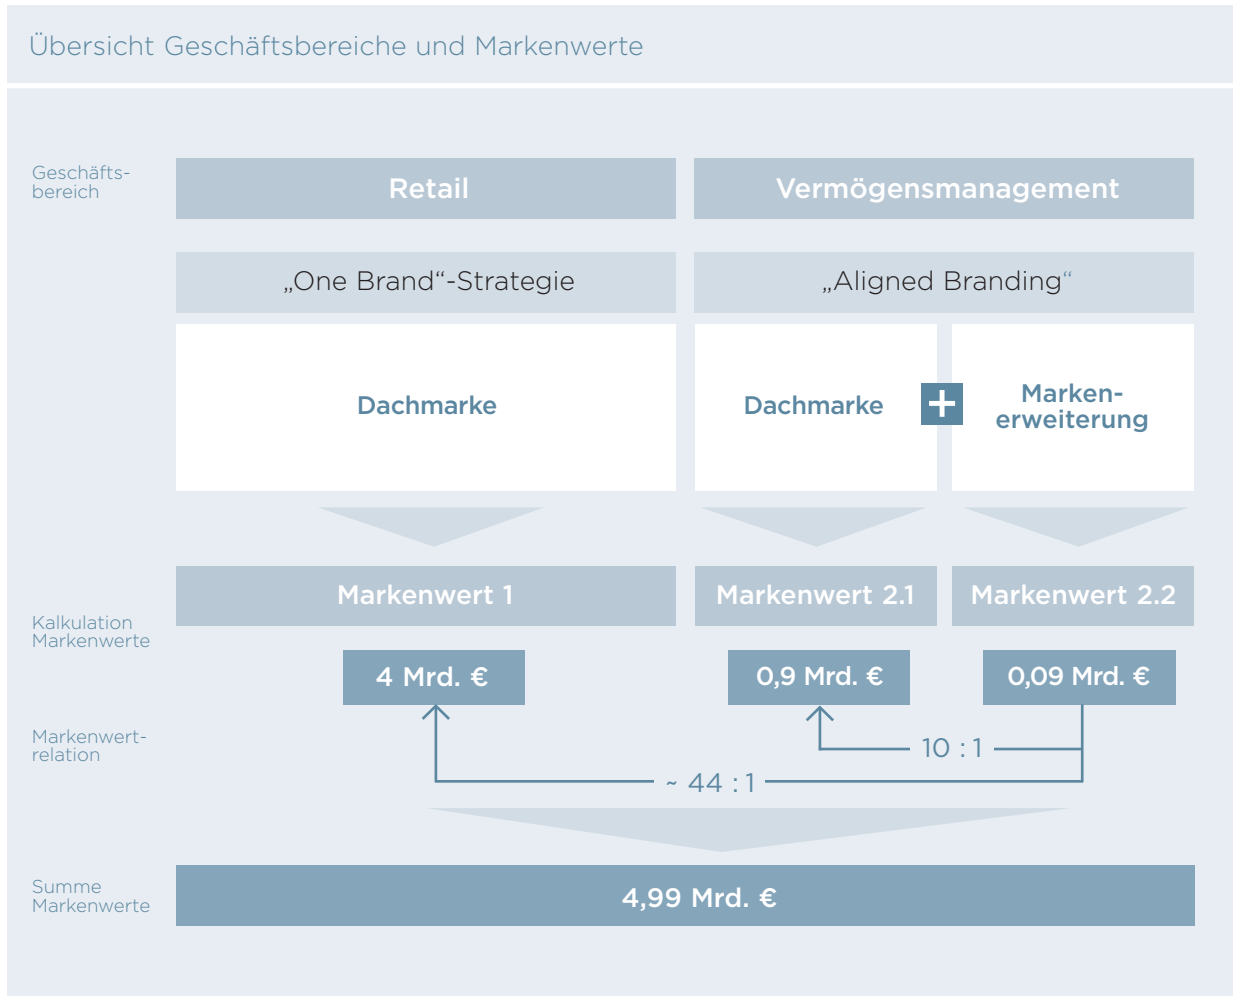 Übersicht Geschäftsbereiche und Markenwerte
Geschäfts-
bereich
Retail
Vermögensmanagement
„One Brand“-Strategie
„Aligned Branding“
Dachmarke
Dachmarke
+
Marken-
erweiterung
Markenwert 1
Markenwert 2.1
Markenwert 2.2
Kalkulation
Markenwerte
4 Mrd. €
0,9 Mrd. €
0,09 Mrd. €
Markenwert-
relation
10 : 1
~ 44 : 1
Summe
Markenwerte
4,99 Mrd. €